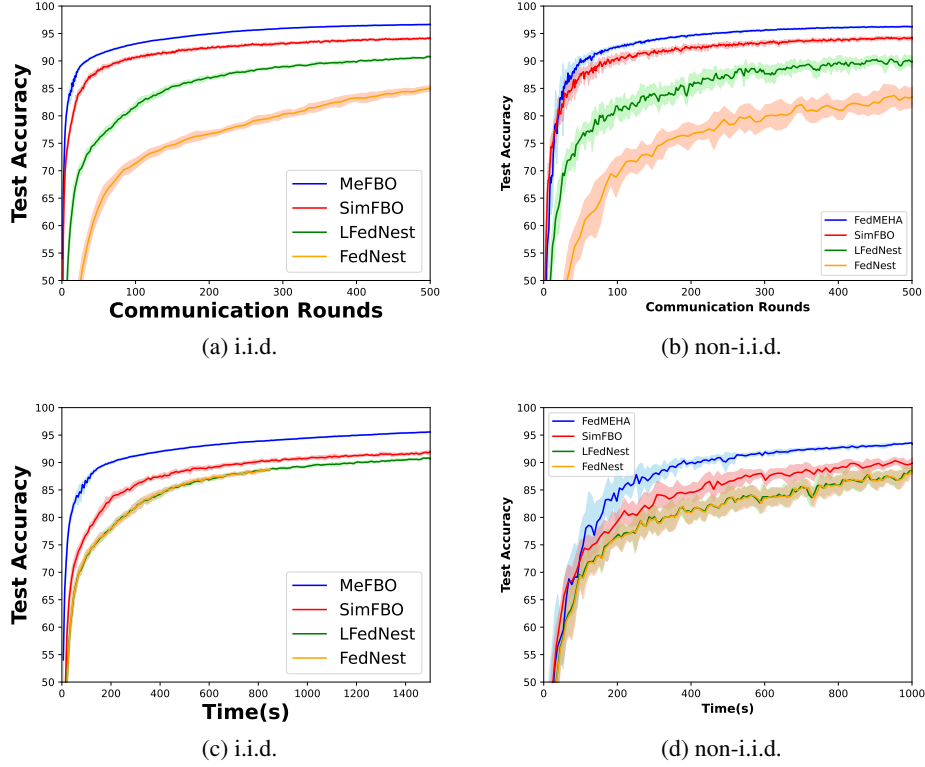 100
95
90
85
80
75
70
65
60
55
50
Test Accuracy
MeFBO
SimFBO
LFedNest
FedNest
0 100 200 300 400 500
Communication Rounds
(a) i.i.d.
100
95
90
85
80
75
70
65
60
55
50
Test Accuracy
FedMEHA
SimFBO
LFedNest
FedNest
0 100 200 300 400 500
Communication Rounds
(b) non-i.i.d.
100
95
90
85
80
75
70
65
60
55
50
Test Accuracy
MeFBO
SimFBO
LFedNest
FedNest
0 200 400 600 800 1000 1200 1400
Time(s)
(c) i.i.d.
100
95
90
85
80
75
70
65
60
55
50
Test Accuracy
FedMEHA
SimFBO
LFedNest
FedNest
0 200 400 600 800 1000
Time(s)
(d) non-i.i.d.